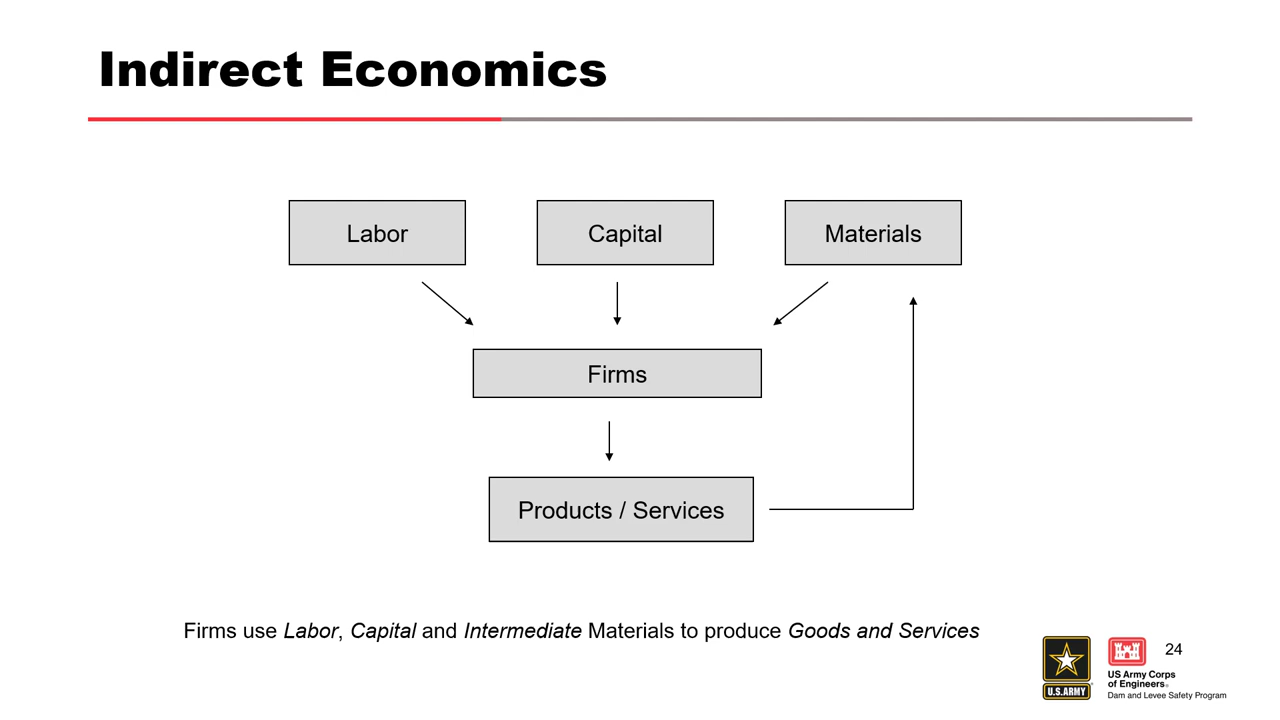 Indirect Economics
Labor
Capital
Materials
Firms
Products / Services
Firms use Labor, Capital and Intermediate Materials to produce Goods and Services
24
U.S.ARMY
US Army Corps
of Engineers®
Dam and Levee Safety Program